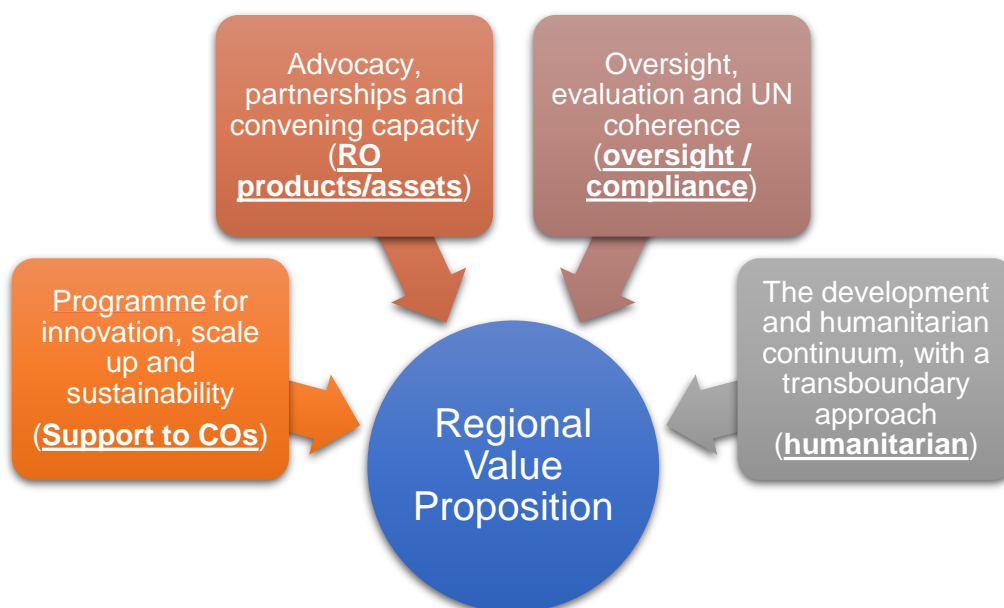 Programme for
innovation, scale
up and
sustainability
(Support to COs)
Advocacy,
partnerships and
convening capacity
(RO
products/assets)
Oversight,
evaluation and UN
coherence
(oversight /
compliance)
The development
and humanitarian
continuum, with a
transboundary
approach
(humanitarian)
Regional
Value
Proposition